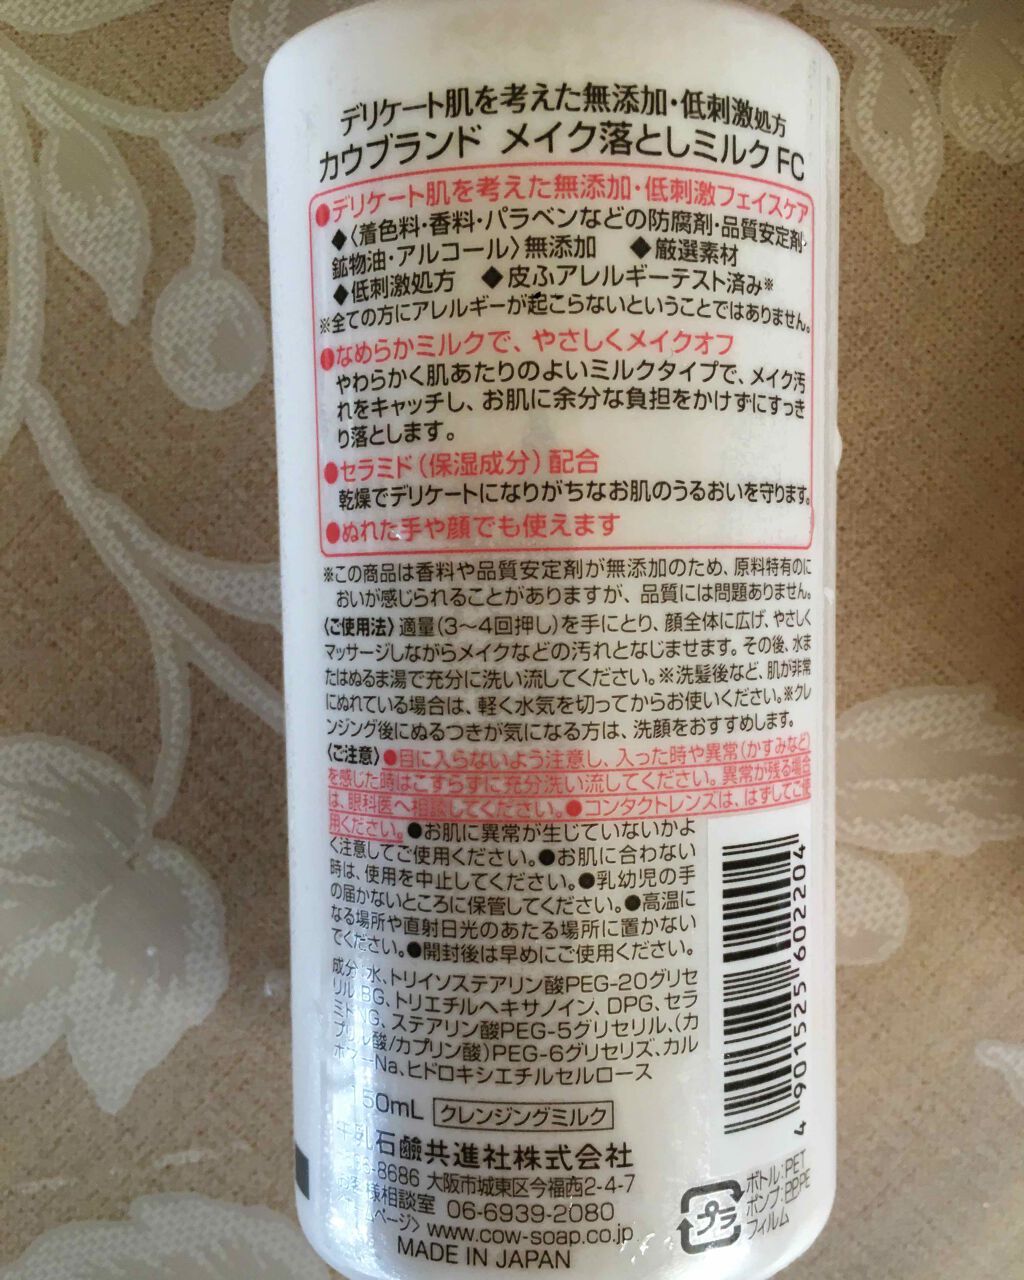 デリケート肌を考えた無添加・低刺激処方
カウブランド メイク落としミルクFC
●デリケート肌を考えた無添加・低刺激フェイスケア
◆〈着色料・香料・パラベンなどの防腐剤・品質安定剤・
鉱物油・アルコール〉無添加 ◆厳選素材
◆低刺激処方 ◆皮ふアレルギーテスト済み※
※全ての方にアレルギーが起こらないということではありません。
●なめらかミルクで、やさしくメイクオフ
やわらかく肌あたりのよいミルクタイプで、メイク汚
れをキャッチし、お肌に余分な負担をかけずにすっき
り落とします。
●セラミド(保湿成分)配合
乾燥でデリケートになりがちなお肌のうるおいを守ります。
●ぬれた手や顔でも使えます
※この商品は香料や品質安定剤が無添加のため、原料特有のに
おいが感じられることがありますが、品質には問題ありません。
〈ご使用法〉適量(3〜4回押し)を手にとり、顔全体に広げ、やさしく
マッサージしながらメイクなどの汚れとなじませます。その後、水ま
たはぬるま湯で充分に洗い流してください。※洗髪後など、肌が非常
にぬれている場合は、軽く水気を切ってからお使いください。※クレ
ンジング後にぬるつきが気になる方は、洗顔をおすすめします。
〈ご注意〉●目に入らないよう注意し、入った時や異常(かすみなど)
を感じた時はこすらずに充分洗い流してください。異常が残る場合
は、眼科医へ相談してください。●コンタクトレンズは、はずしてご使
用ください。●お肌に異常が生じていないかよ
く注意してご使用ください。●お肌に合わない
時は、使用を中止してください。●乳幼児の手
の届かないところに保管してください。●高温に
なる場所や直射日光のあたる場所に置かない
でください。●開封後は早めにご使用ください。
成分:水、トリイソステアリン酸PEG-20グリセ
リル、BG、トリエチルヘキサノイン、DPG、セラ
ミドNG、ステアリン酸PEG-5グリセリル、(カ
プリル酸/カプリン酸)PEG-6グリセリズ、カル
ボマーNa、ヒドロキシエチルセルロース
150mL クレンジングミルク
牛乳石鹸共進社株式会社
-8686 大阪市城東区今福西2-4-7
お客様相談室 06-6939-2080
ホームページ〉www.cow-soap.co.jp
MADE IN JAPAN
4 901525 602204
プラ
ボトル:PET
ポンプ:PP,PE
フィルム